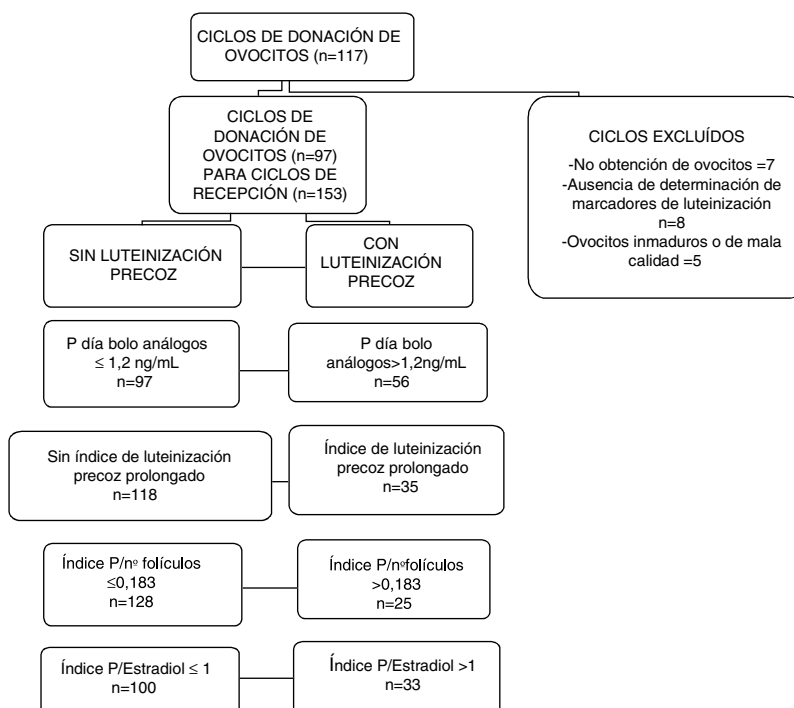 CICLOS DE DONACIÓN DE
OVOCITOS (n=117)
CICLOS DE
DONACIÓN DE
OVOCITOS (n=97)
PARA CICLOS DE
RECEPCIÓN (n=153)
CICLOS EXCLUÍDOS
-No obtención de ovocitos =7
-Ausencia de determinación de
marcadores de luteinización
n=8
-Ovocitos inmaduros o de mala
calidad =5
SIN LUTEINIZACIÓN
PRECOZ
CON
LUTEINIZACIÓN
PRECOZ
P día bolo análogos
≤ 1,2 ng/mL
n=97
P día bolo
análogos>1,2ng/mL
n=56
Sin índice de luteinización
precoz prolongado
n=118
Índice de luteinización
precoz prolongado
n=35
Índice P/nº folículos
≤0,183
n=128
Índice P/nºfolículos
>0,183
n=25
Índice P/Estradiol ≤ 1
n=100
Índice P/Estradiol >1
n=33